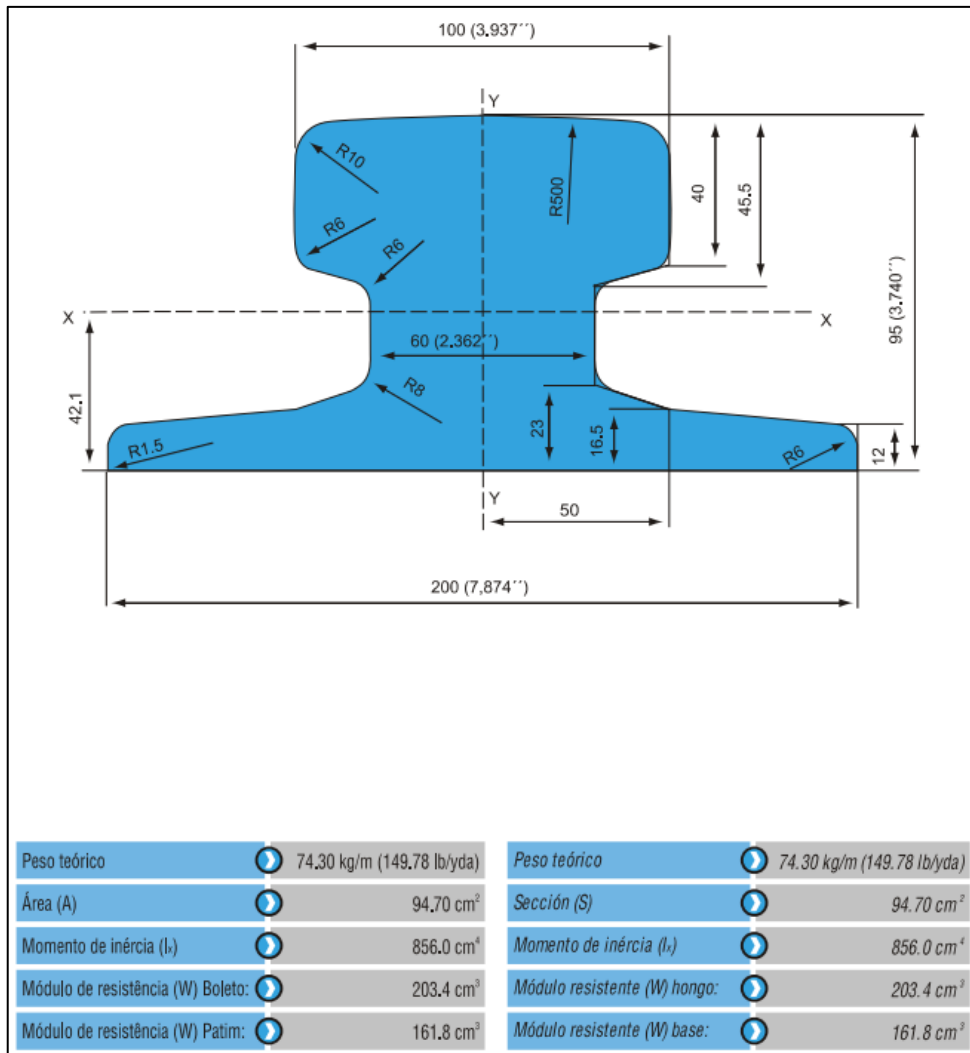 100 (3.937´´)
Y
R10
R500
40
45.5
R6
R6
95 (3.740´´)
X
X
60 (2.362´´)
42.1
R8
23
16.5
R1.5
R6
12
Y
50
200 (7,874´´)
Peso teórico 74.30 kg/m (149.78 lb/yda)
Área (A) 94.70 cm²
Momento de inércia (Iₓ) 856.0 cm⁴
Módulo de resistência (W) Boleto: 203.4 cm³
Módulo de resistência (W) Patim: 161.8 cm³
Peso teórico 74.30 kg/m (149.78 lb/yda)
Sección (S) 94.70 cm²
Momento de inércia (Iₓ) 856.0 cm⁴
Módulo resistente (W) hongo: 203.4 cm³
Módulo resistente (W) base: 161.8 cm³